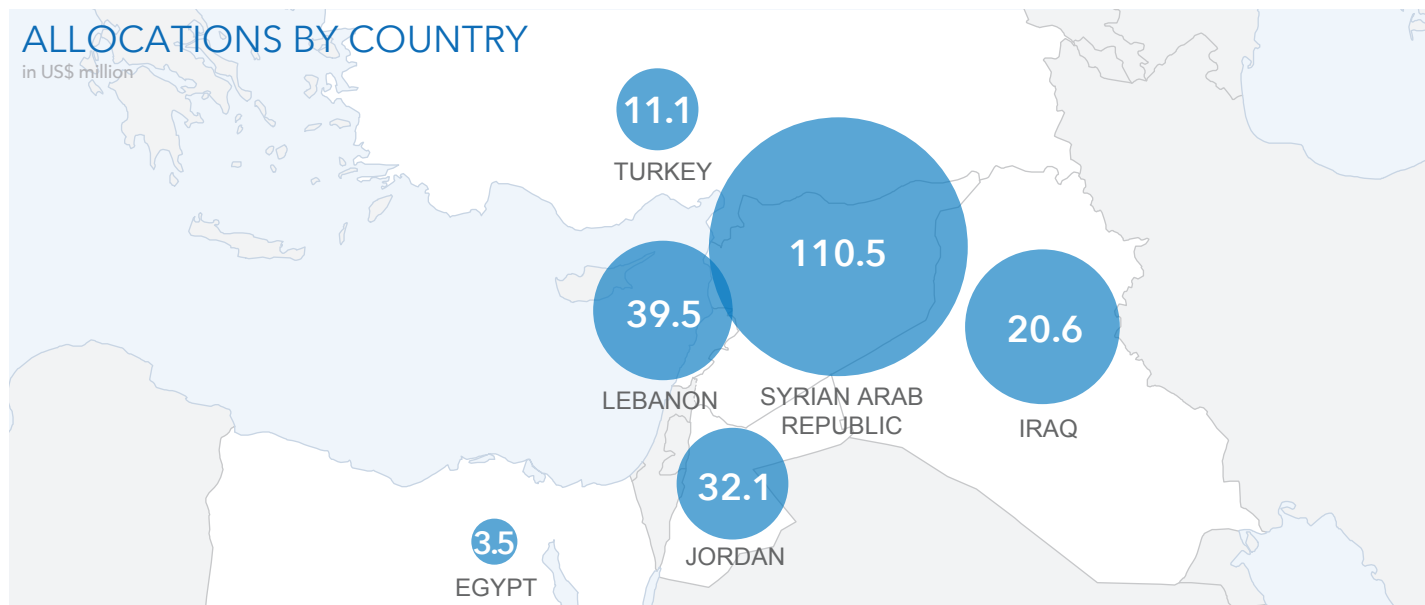 ALLOCATIONS BY COUNTRY
in US$ million
11.1
TURKEY
110.5
SYRIAN ARAB
REPUBLIC
39.5
LEBANON
20.6
IRAQ
32.1
JORDAN
3.5
EGYPT